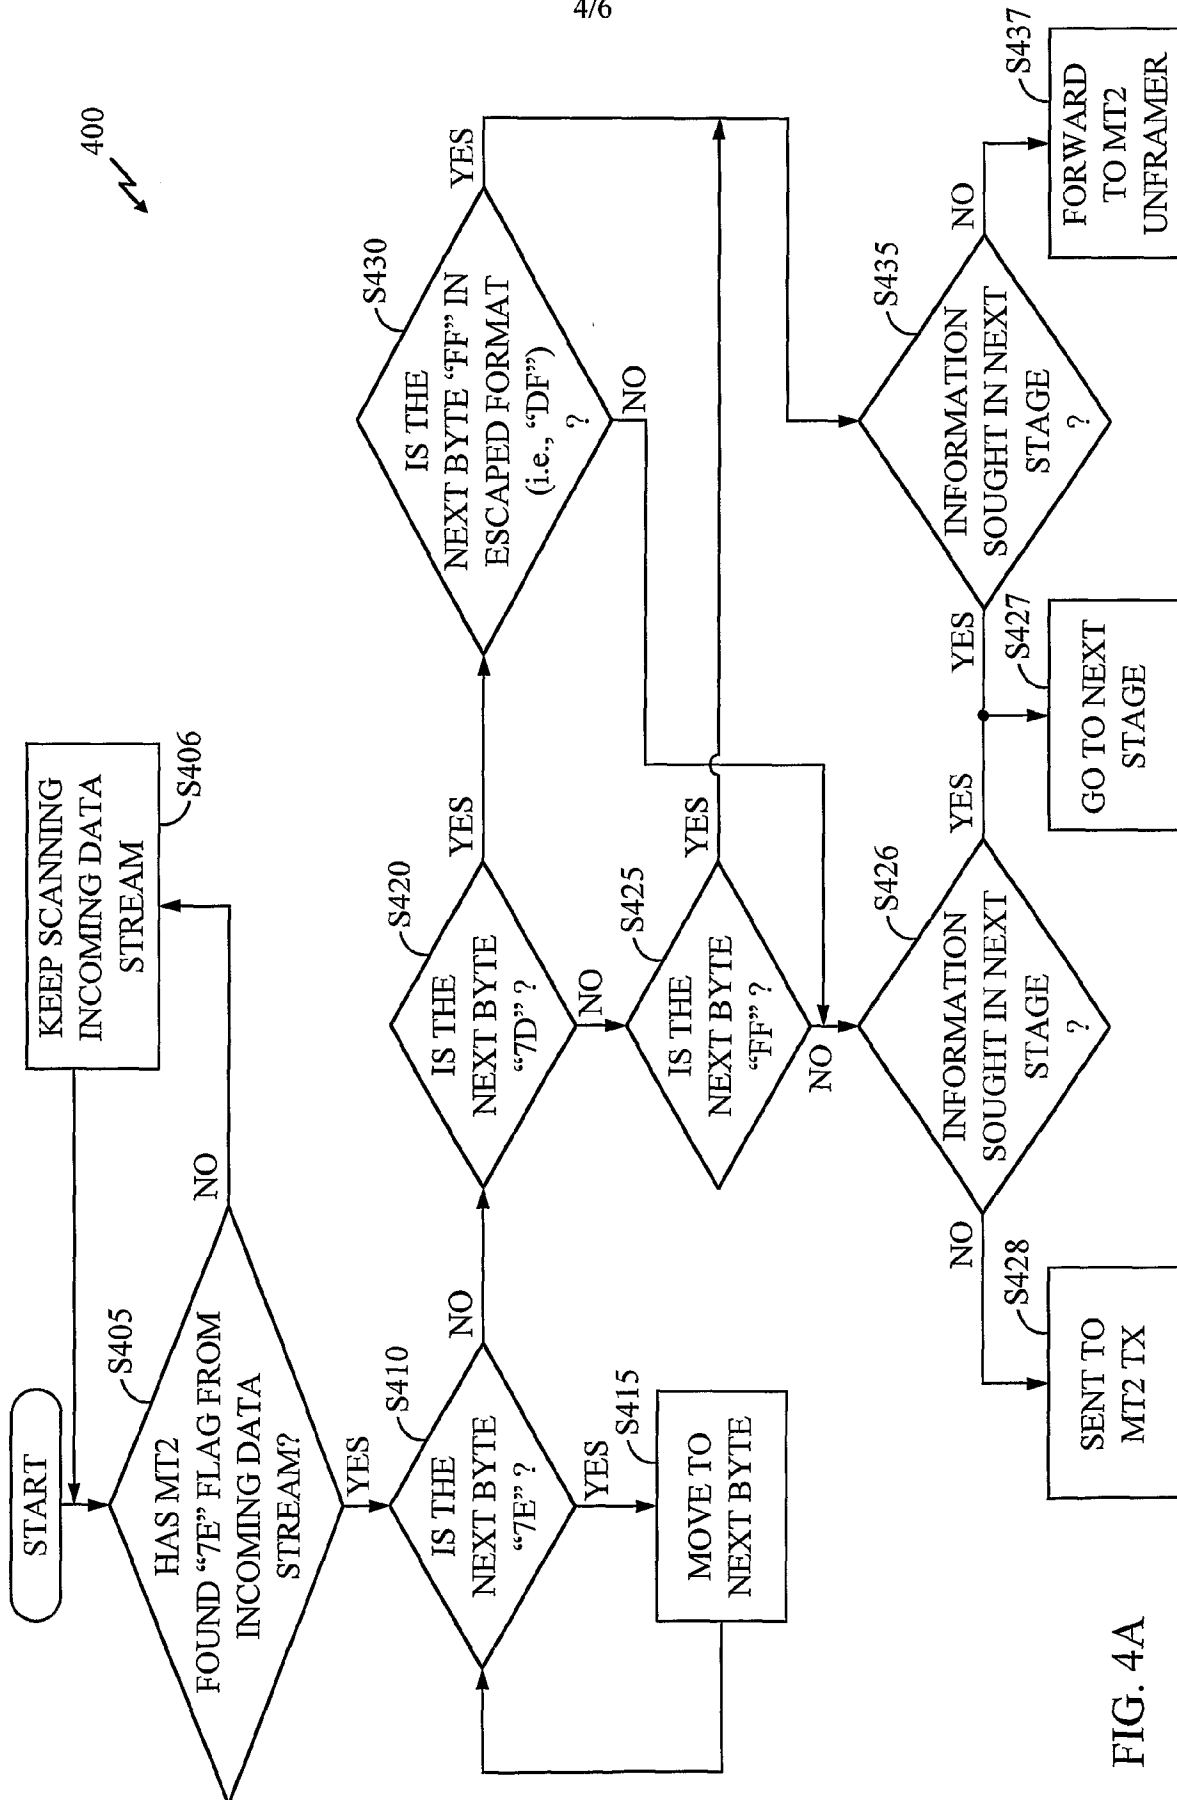 4/6
400
START
HAS MT2
FOUND “7E” FLAG FROM
INCOMING DATA
STREAM?
S405
NO
YES
KEEP SCANNING
INCOMING DATA
STREAM
S406
IS THE
NEXT BYTE
“7E” ?
S410
NO
YES
MOVE TO
NEXT BYTE
S415
IS THE
NEXT BYTE
“7D” ?
S420
YES
NO
IS THE
NEXT BYTE
“FF” ?
S425
YES
NO
IS THE
NEXT BYTE “FF” IN
ESCAPED FORMAT
(i.e., “DF”)
?
S430
YES
NO
INFORMATION
SOUGHT IN NEXT
STAGE
?
S426
NO
YES
SENT TO
MT2 TX
S428
GO TO NEXT
STAGE
S427
INFORMATION
SOUGHT IN NEXT
STAGE
?
S435
YES
NO
FORWARD
TO MT2
UNFRAMER
S437
FIG. 4A